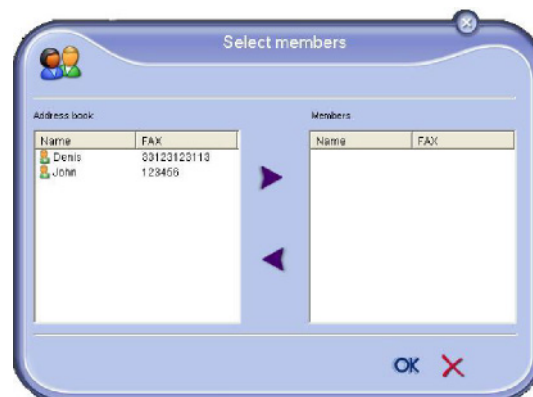 Select members
Address book
Members
Name FAX
Name FAX
Denis 33123123113
John 123456
OK